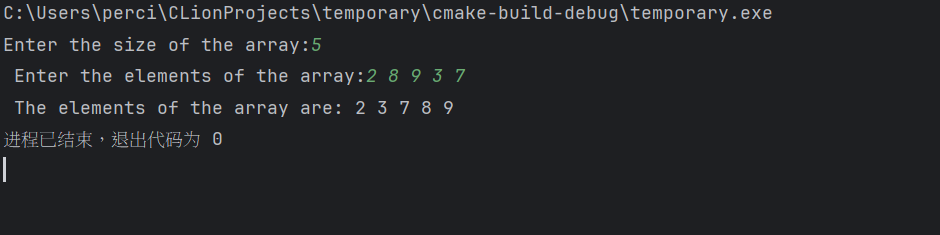 C:\Users\perci\CLionProjects\temporary\cmake-build-debug\temporary.exe
Enter the size of the array:5
 Enter the elements of the array:2 8 9 3 7
 The elements of the array are: 2 3 7 8 9
进程已结束，退出代码为 0